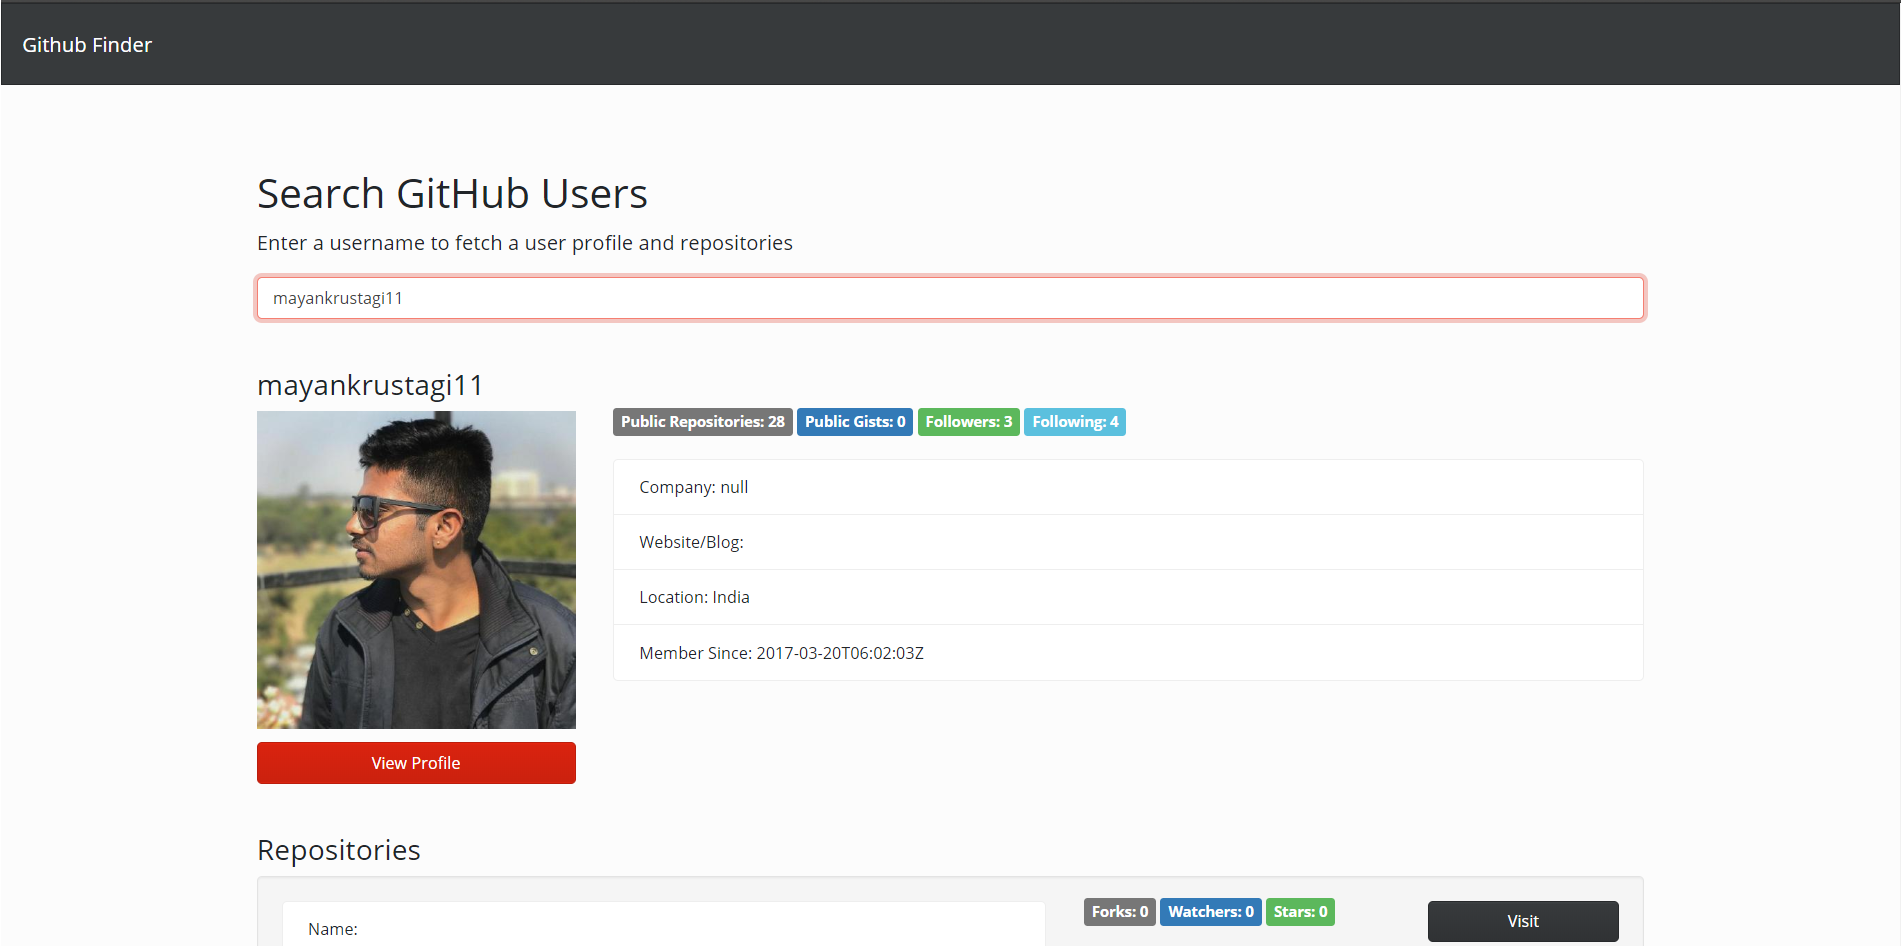 Github Finder
Search GitHub Users
Enter a username to fetch a user profile and repositories
mayankrustagi11
mayankrustagi11
Public Repositories: 28 Public Gists: 0 Followers: 3 Following: 4
Company: null
Website/Blog:
Location: India
Member Since: 2017-03-20T06:02:03Z
View Profile
Repositories
Name:
Forks: 0 Watchers: 0 Stars: 0
Visit